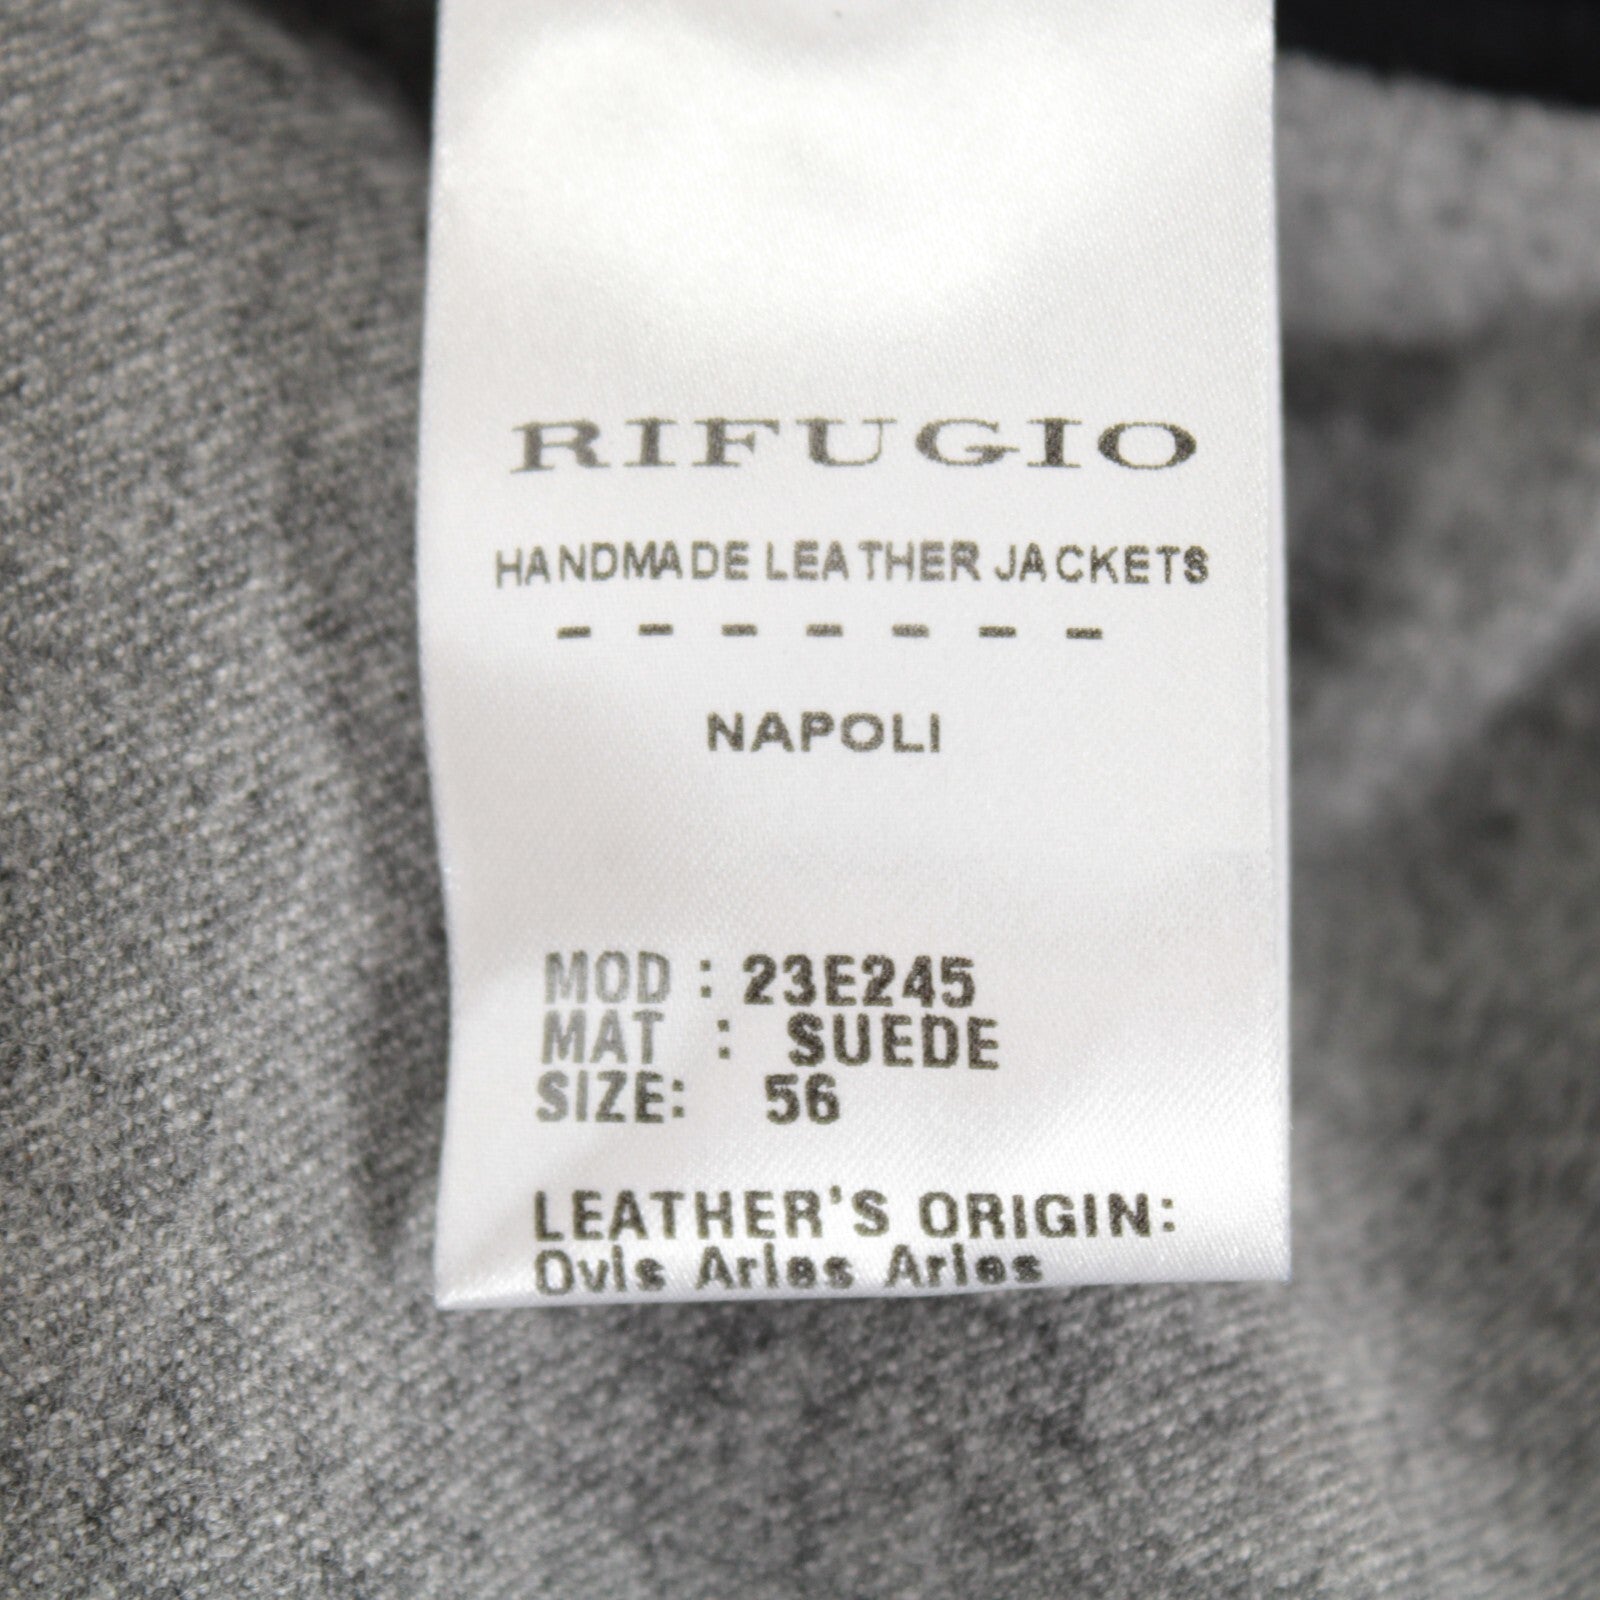 RIFUGIO
HANDMADE LEATHER JACKETS
- - - - - - -
NAPOLI
MOD : 23E245
MAT : SUEDE
SIZE: 56
LEATHER'S ORIGIN:
Ovis Aries Aries